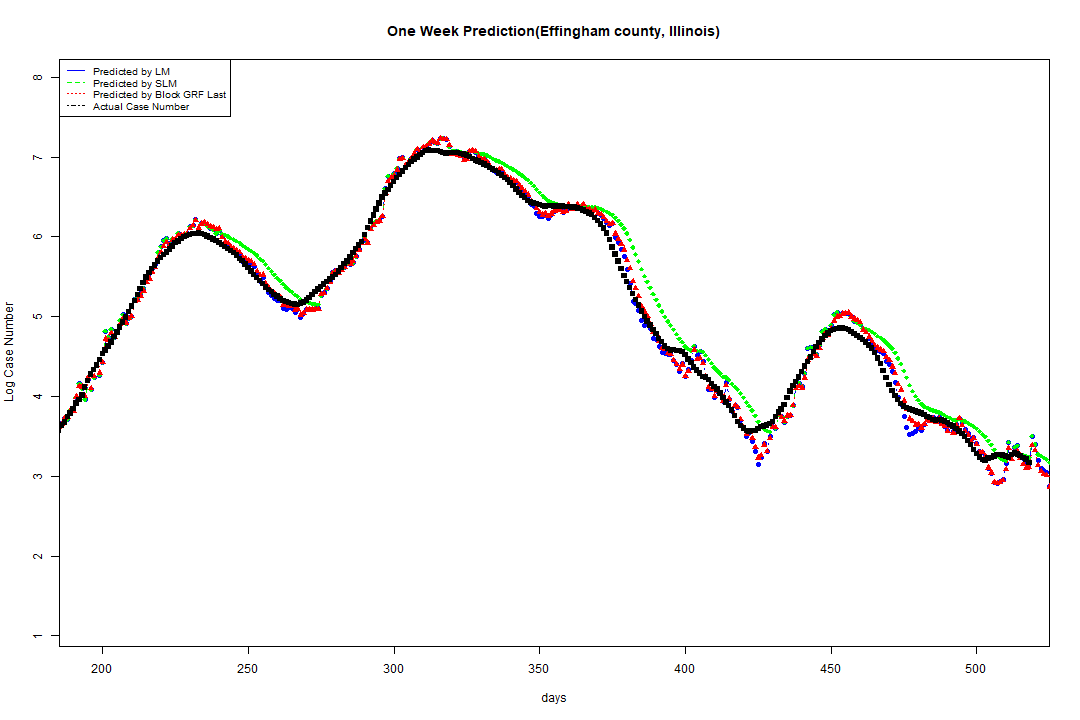 One Week Prediction(Effingham county, Illinois)
Predicted by LM
Predicted by SLM
Predicted by Block GRF Last
Actual Case Number
8
7
6
5
4
3
2
1
Log Case Number
200 250 300 350 400 450 500
days